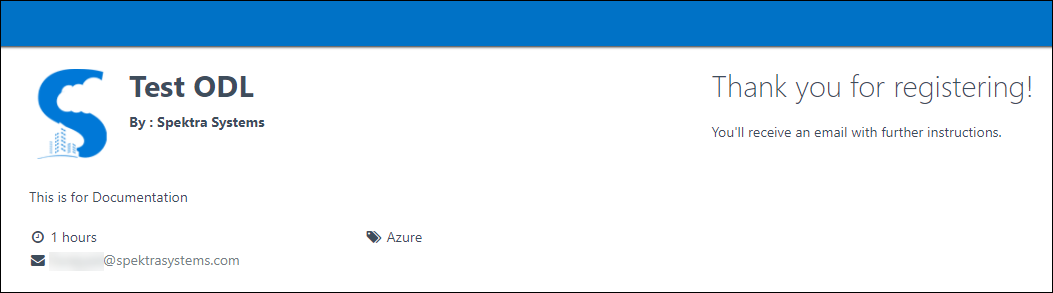 Test ODL
By : Spektra Systems
This is for Documentation
1 hours
Azure
@spektrasystems.com
Thank you for registering!
You'll receive an email with further instructions.